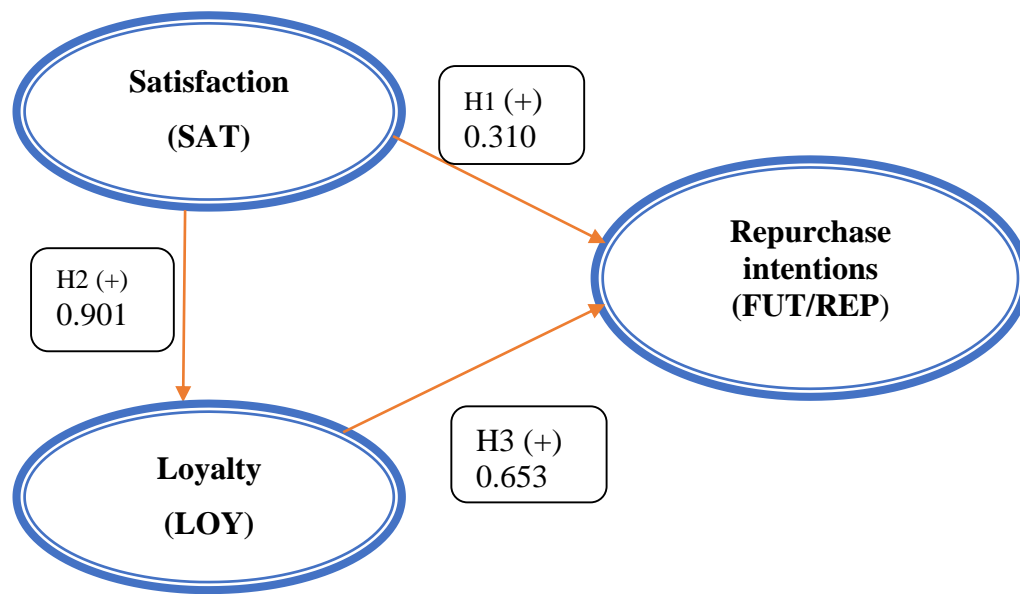 Satisfaction
(SAT)
H1 (+)
0.310
Repurchase
intentions
(FUT/REP)
H2 (+)
0.901
H3 (+)
0.653
Loyalty
(LOY)